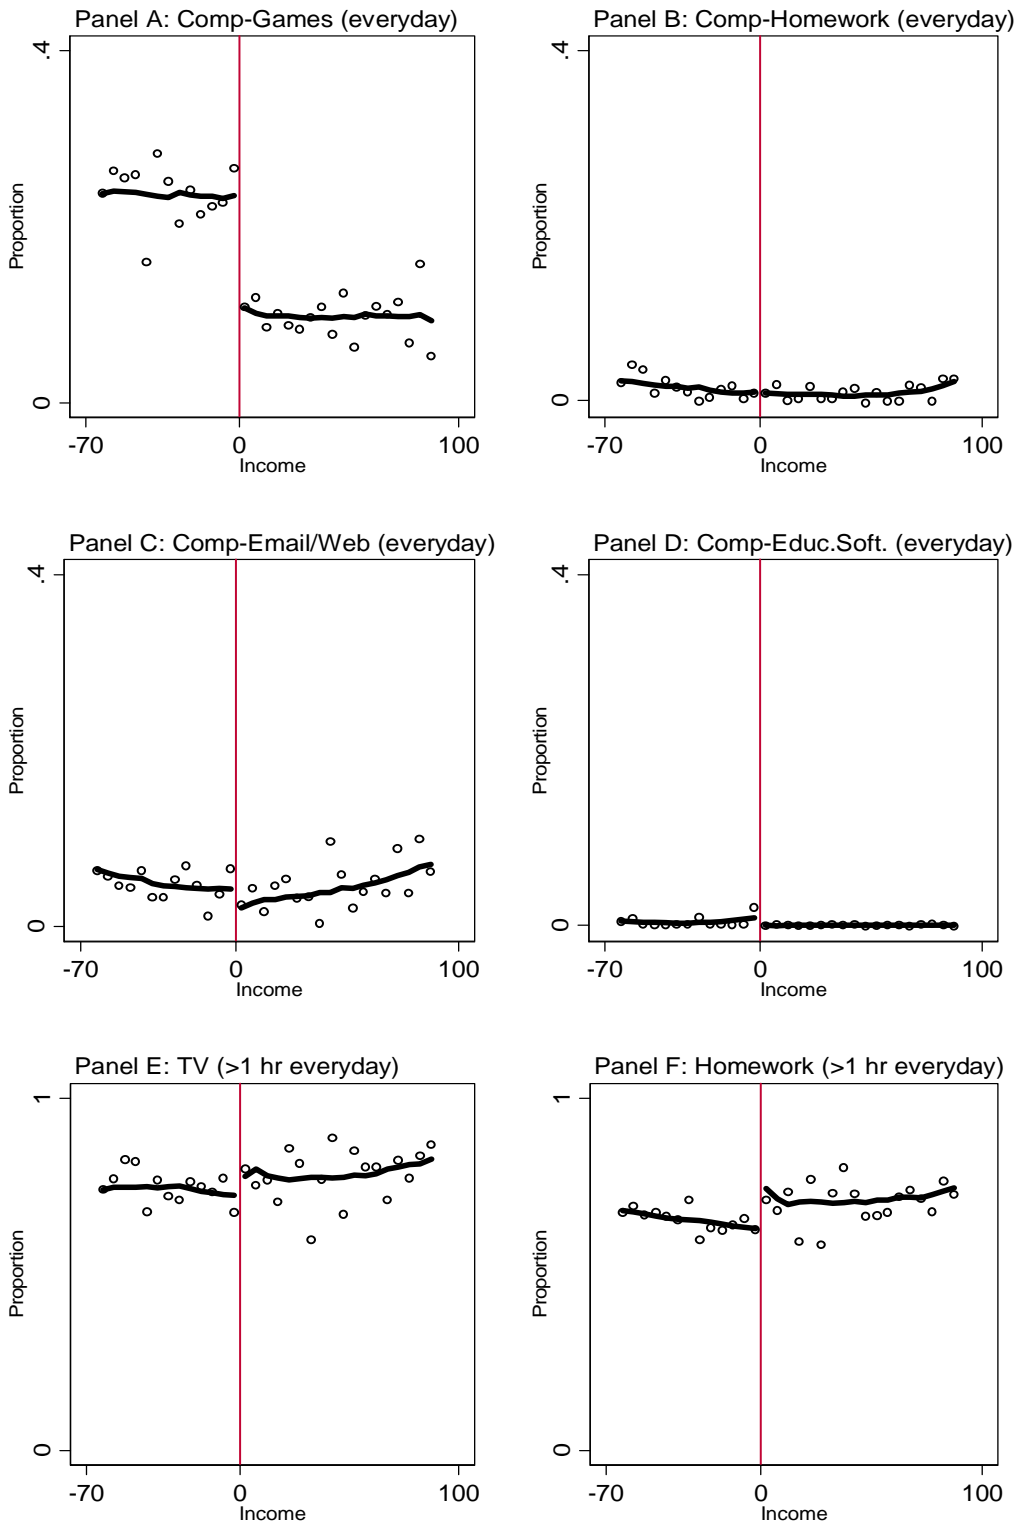 Panel A: Comp-Games (everyday)
.4
0
Proportion
-70 0 100
Income
Panel B: Comp-Homework (everyday)
.4
0
Proportion
-70 0 100
Income
Panel C: Comp-Email/Web (everyday)
.4
0
Proportion
-70 0 100
Income
Panel D: Comp-Educ.Soft. (everyday)
.4
0
Proportion
-70 0 100
Income
Panel E: TV (>1 hr everyday)
1
0
Proportion
-70 0 100
Income
Panel F: Homework (>1 hr everyday)
1
0
Proportion
-70 0 100
Income